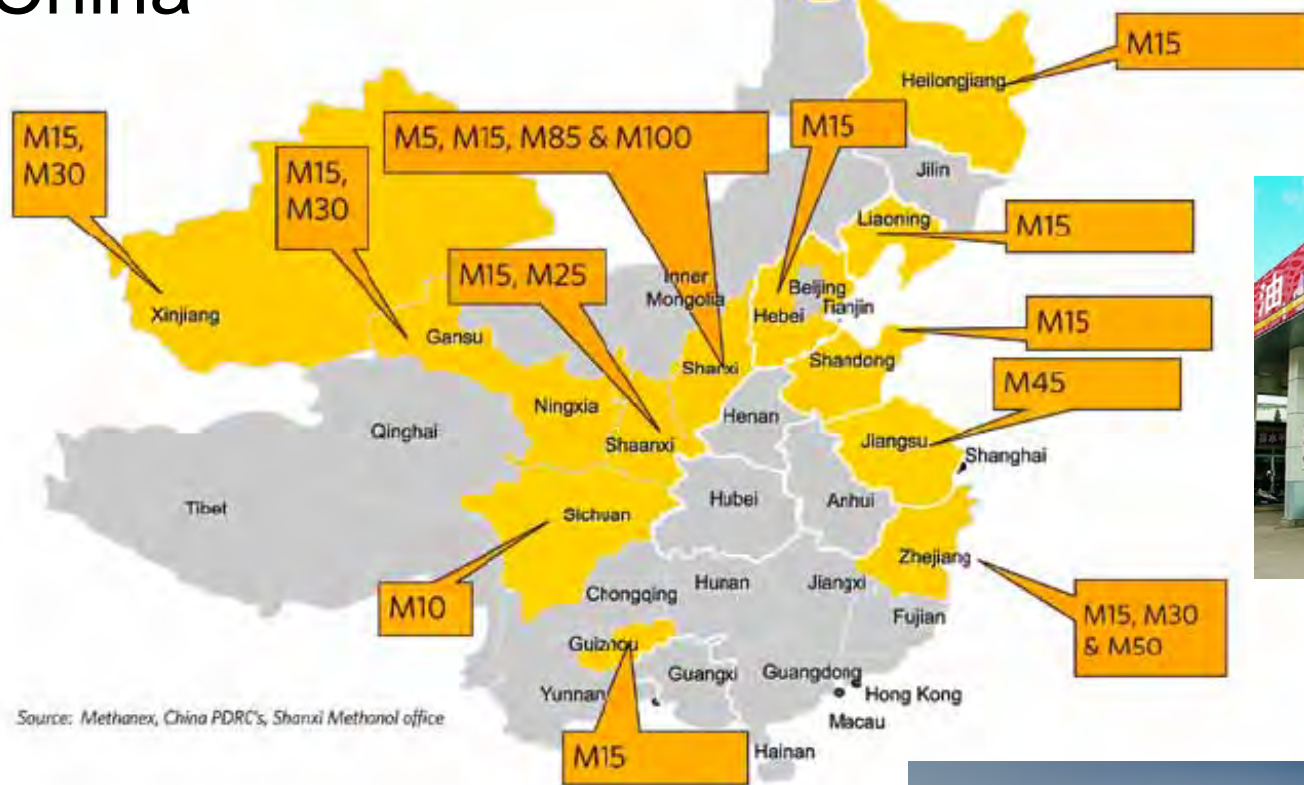 China
M15
Heilongjiang
M15,
M30
M15,
M30
M5, M15, M85 & M100
M15
Jilin
Liaoning
M15
M15, M25
Inner
Mongolia
Beijing
Tianjin
Hebei
Xinjiang
Gansu
M15
Shanxi
Shandong
M45
Ningxia
Henan
Qinghai
Shaanxi
Jiangsu
Shanghai
Tibet
Sichuan
Hubei
Anhui
Zhejiang
M10
Chongqing
Hunan
Jiangxi
Fujian
M15, M30
& M50
Guizhou
Guangxi
Guangdong
Yunnan
Hong Kong
Macau
Source: Methanex, China PDRC's, Shanxi Methanol office
M15
Hainan
油